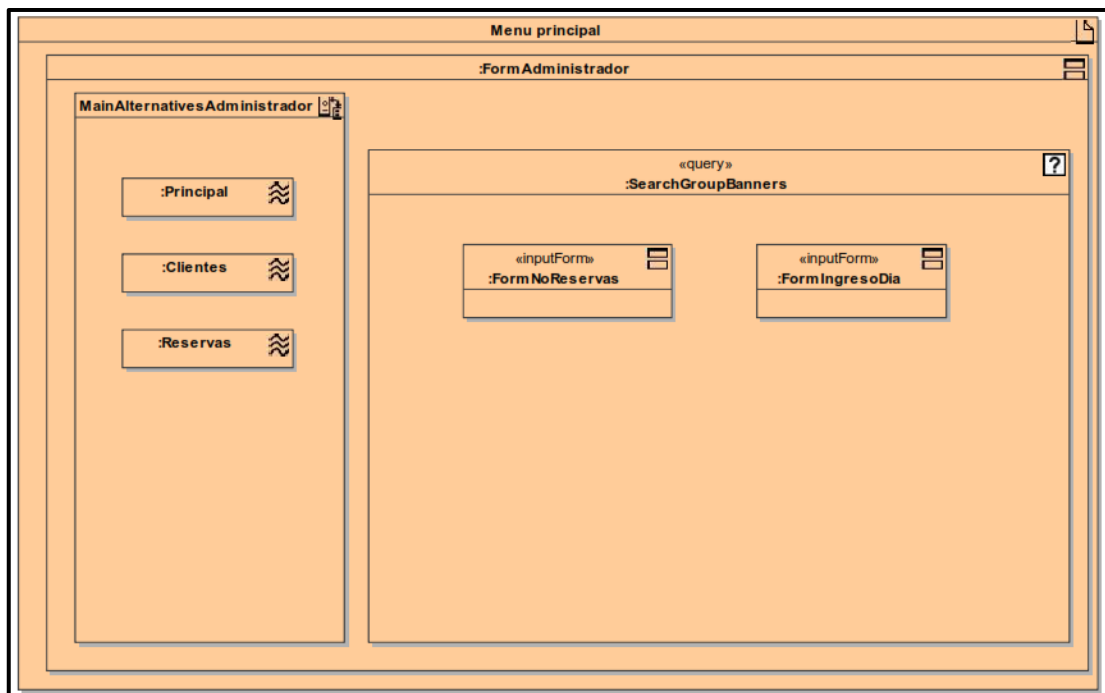 Menu principal
:FormAdministrador
MainAlternativesAdministrador
:Principal
:Clientes
:Reservas
«query»
:SearchGroupBanners
?
«inputForm»
:FormNoReservas
«inputForm»
:FormIngresoDia